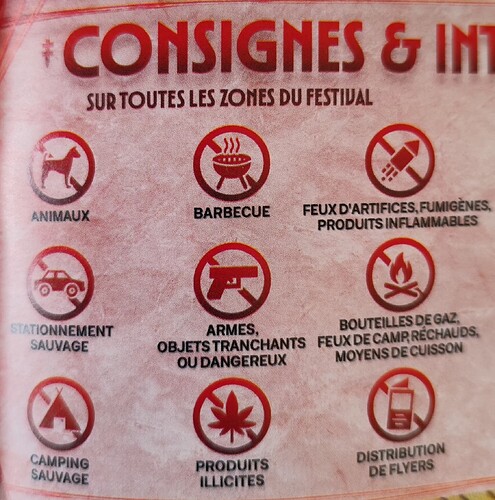 CONSIGNES & INT
SUR TOUTES LES ZONES DU FESTIVAL
ANIMAUX
BARBECUE
FEUX D'ARTIFICES, FUMIGÈNES,
PRODUITS INFLAMMABLES
STATIONNEMENT
SAUVAGE
ARMES,
OBJETS TRANCHANTS
OU DANGEREUX
BOUTEILLES DE GAZ,
FEUX DE CAMP, RÉCHAUDS,
MOYENS DE CUISSON
CAMPING
SAUVAGE
PRODUITS
ILLICITES
DISTRIBUTION
DE FLYERS